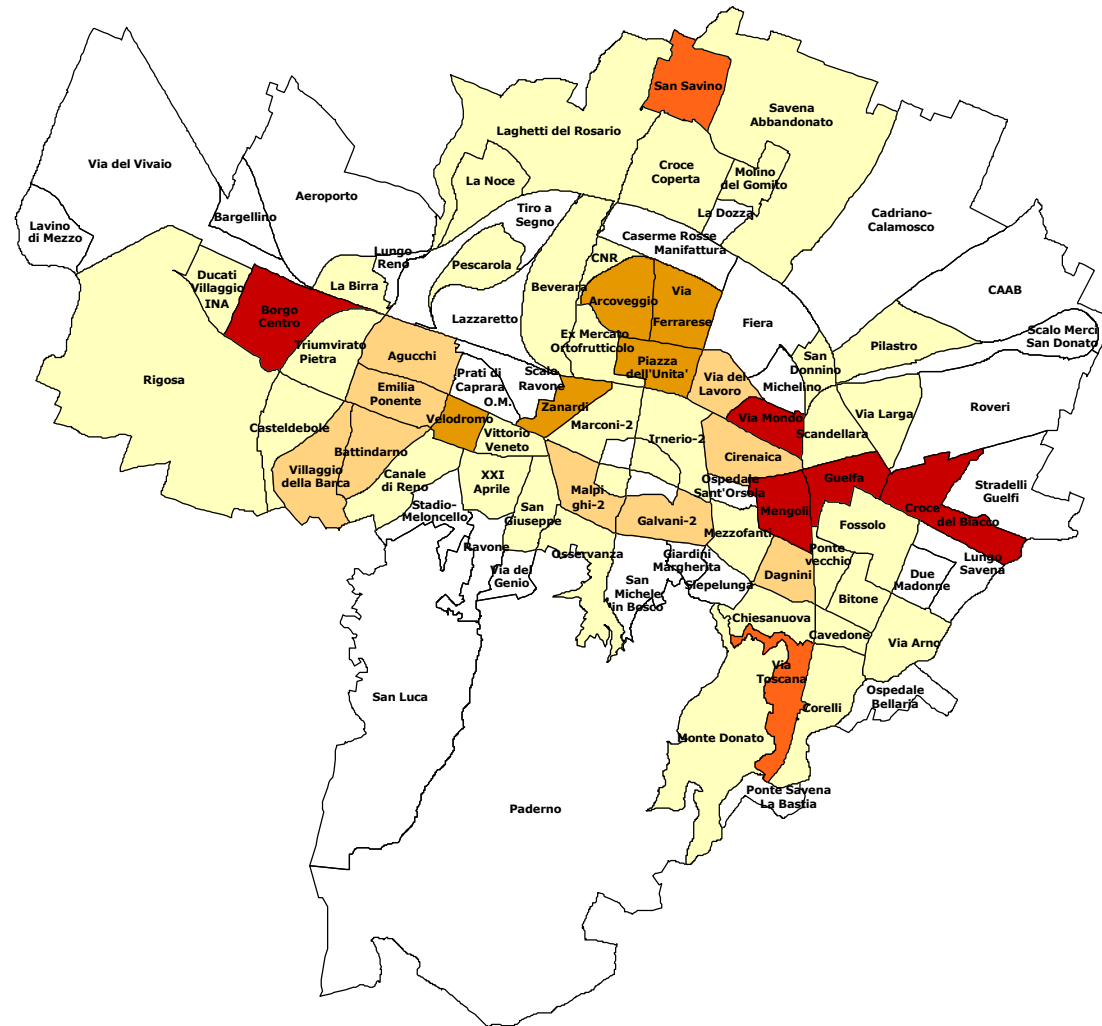 San Savino
Savena
Abbandonato
Laghetti del Rosario
Via del Vivaio
Croce
Coperta
Molino
del Gomito
La Noce
Aeroporto
Tiro a
Segno
La Dozza
Bargellino
Cadriano-
Calamosco
Lavino
di Mezzo
Caserme Rosse
Manifattura
Lungo
Reno
CNR
Pescarola
Ducati
Villaggio
INA
La Birra
Beverara
Via
Ferrarese
Arcoveggio
CAAB
Borgo
Centro
Lazzaretto
Fiera
Ex Mercato
Ortofrutticolo
Scalo Merci
San Donato
Triumvirato
Pietra
Agucchi
Pilastro
San
Donnino
Piazza
dell'Unita'
Rigosa
Prati di
Caprara
O.M.
Scalo
Ravone
Via del
Lavoro
Michelino
Emilia
Ponente
Roveri
Zanardi
Velodromo
Via Mondo
Via Larga
Casteldebole
Marconi-2
Scandellara
Vittorio
Veneto
Irnerio-2
Battindarno
Cirenaica
Villaggio
della Barca
Canale
di Reno
XXI
Aprile
Malpi
ghi-2
Ospedale
Sant'Orsola
Guelfa
Stradelli
Guelfi
Stadio-
Meloncello
San
Giuseppe
Galvani-2
Mengoli
Croce
del Biacco
Mezzofanti
Fossolo
Ravone
Osservanza
Giardini
Margherita
Ponte
vecchio
Lungo
Savena
Via del
Genio
San
Michele
in Bosco
Siepelunga
Dagnini
Due
Madonne
Bitone
Chiesanuova
Cavedone
Via Arno
Via
Toscana
San Luca
Ospedale
Bellaria
Corelli
Monte Donato
Ponte Savena
La Bastia
Paderno